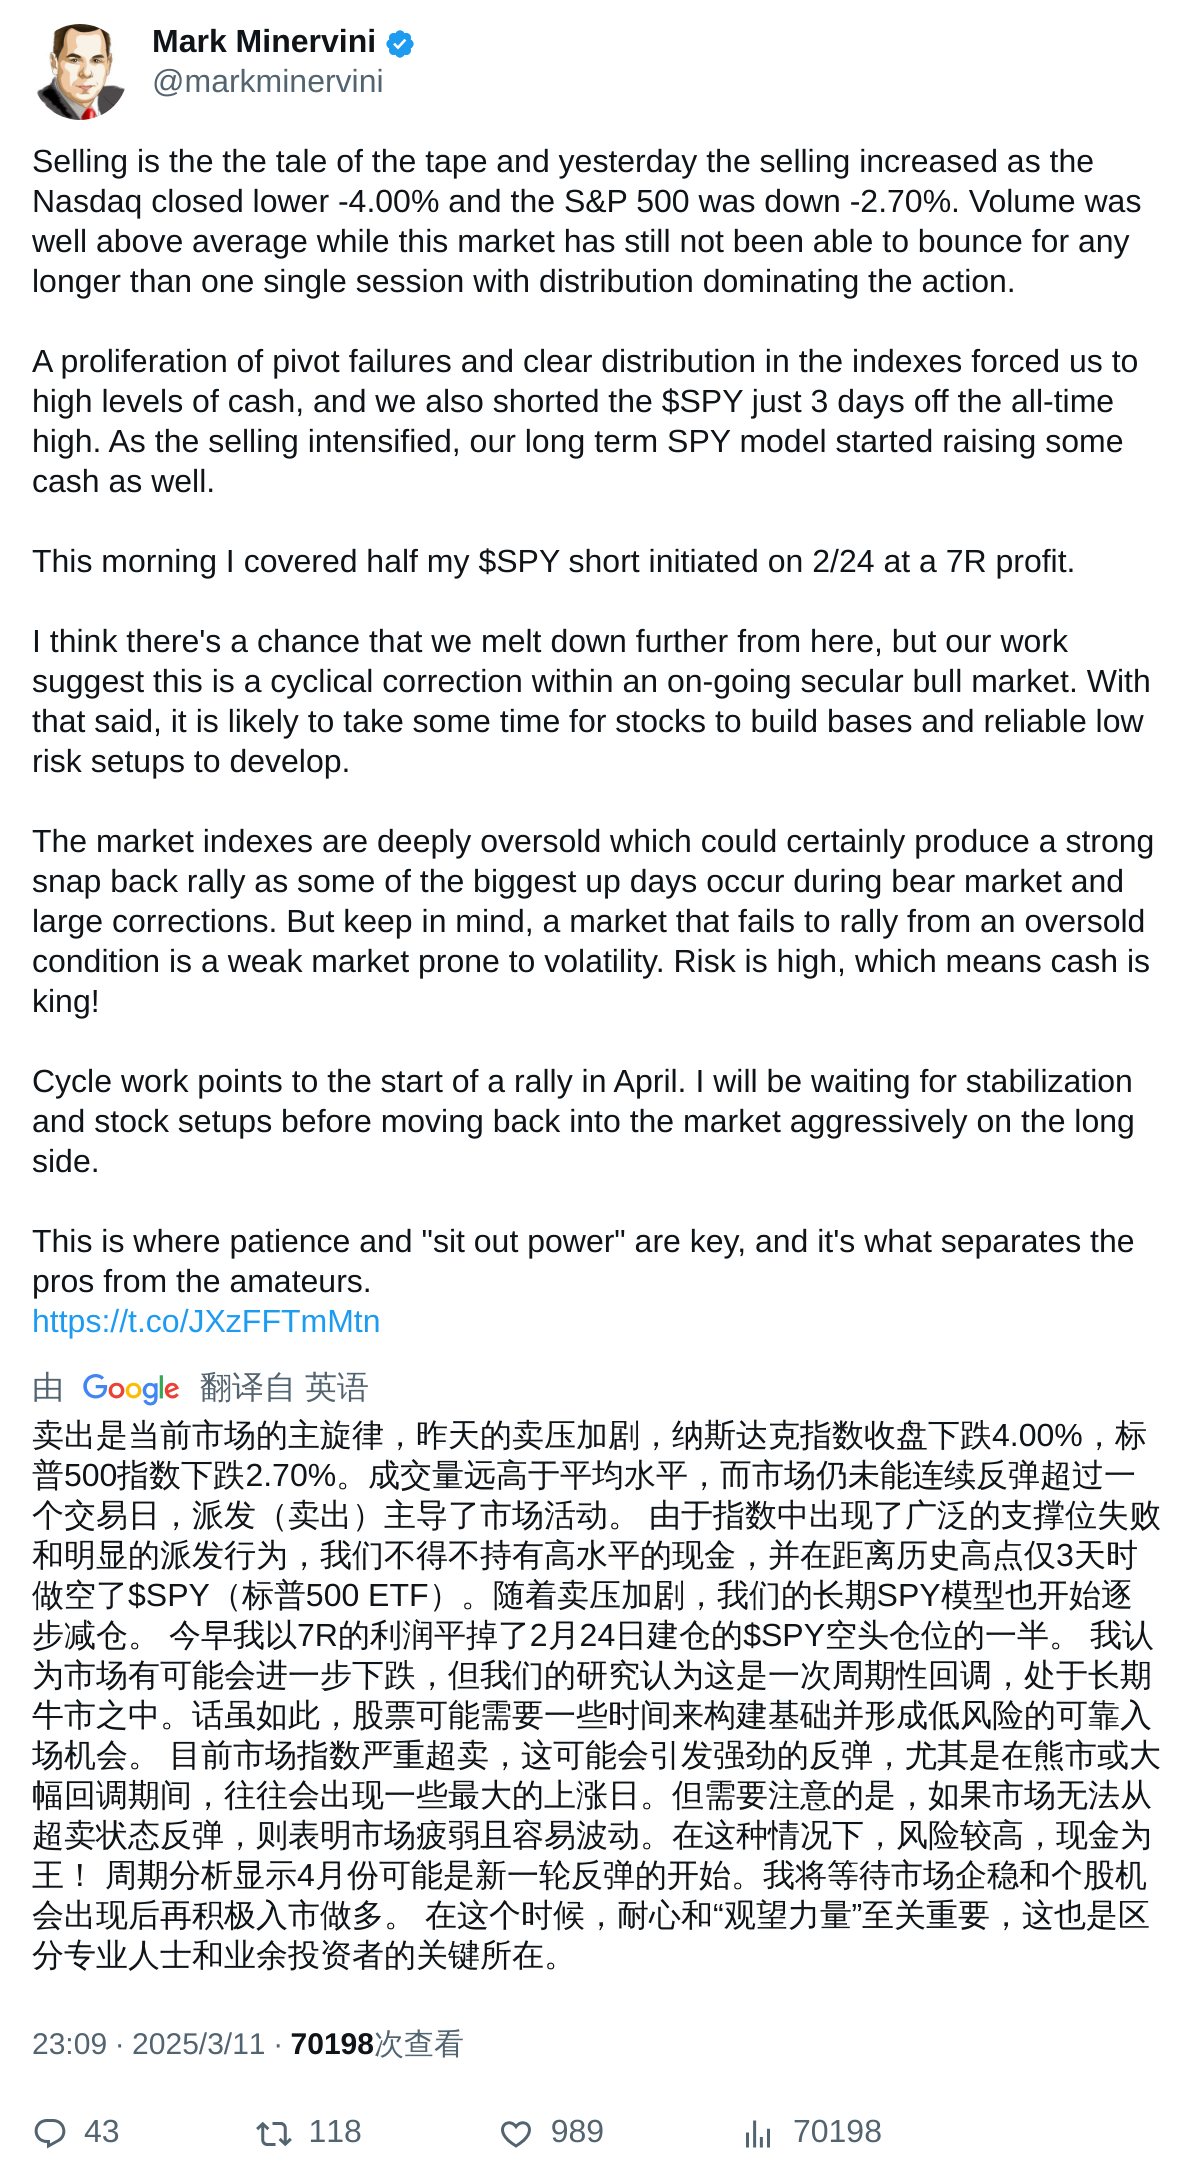 Mark Minervini
@markminervini
Selling is the the tale of the tape and yesterday the selling increased as the
Nasdaq closed lower -4.00% and the S&P 500 was down -2.70%. Volume was
well above average while this market has still not been able to bounce for any
longer than one single session with distribution dominating the action.
A proliferation of pivot failures and clear distribution in the indexes forced us to
high levels of cash, and we also shorted the $SPY just 3 days off the all-time
high. As the selling intensified, our long term SPY model started raising some
cash as well.
This morning I covered half my $SPY short initiated on 2/24 at a 7R profit.
I think there's a chance that we melt down further from here, but our work
suggest this is a cyclical correction within an on-going secular bull market. With
that said, it is likely to take some time for stocks to build bases and reliable low
risk setups to develop.
The market indexes are deeply oversold which could certainly produce a strong
snap back rally as some of the biggest up days occur during bear market and
large corrections. But keep in mind, a market that fails to rally from an oversold
condition is a weak market prone to volatility. Risk is high, which means cash is
king!
Cycle work points to the start of a rally in April. I will be waiting for stabilization
and stock setups before moving back into the market aggressively on the long
side.
This is where patience and "sit out power" are key, and it's what separates the
pros from the amateurs.
https://t.co/JXzFFTmMtn
由 Google 翻译自 英语
卖出是当前市场的主旋律，昨天的卖压加剧，纳斯达克指数收盘下跌4.00%，标
普500指数下跌2.70%。成交量远高于平均水平，而市场仍未能连续反弹超过一
个交易日，派发（卖出）主导了市场活动。 由于指数中出现了广泛的支撑位失败
和明显的派发行为，我们不得不持有高水平的现金，并在距离历史高点仅3天时
做空了$SPY（标普500 ETF）。随着卖压加剧，我们的长期SPY模型也开始逐
步减仓。 今早我以7R的利润平掉了2月24日建仓的$SPY空头仓位的一半。 我认
为市场有可能会进一步下跌，但我们的研究认为这是一次周期性回调，处于长期
牛市之中。话虽如此，股票可能需要一些时间来构建基础并形成低风险的可靠入
场机会。 目前市场指数严重超卖，这可能会引发强劲的反弹，尤其是在熊市或大
幅回调期间，往往会出现一些最大的上涨日。但需要注意的是，如果市场无法从
超卖状态反弹，则表明市场疲弱且容易波动。在这种情况下，风险较高，现金为
王！ 周期分析显示4月份可能是新一轮反弹的开始。我将等待市场企稳和个股机
会出现后再积极入市做多。 在这个时候，耐心和“观望力量”至关重要，这也是区
分专业人士和业余投资者的关键所在。
23:09 · 2025/3/11 · 70198次查看
43 118 989 70198